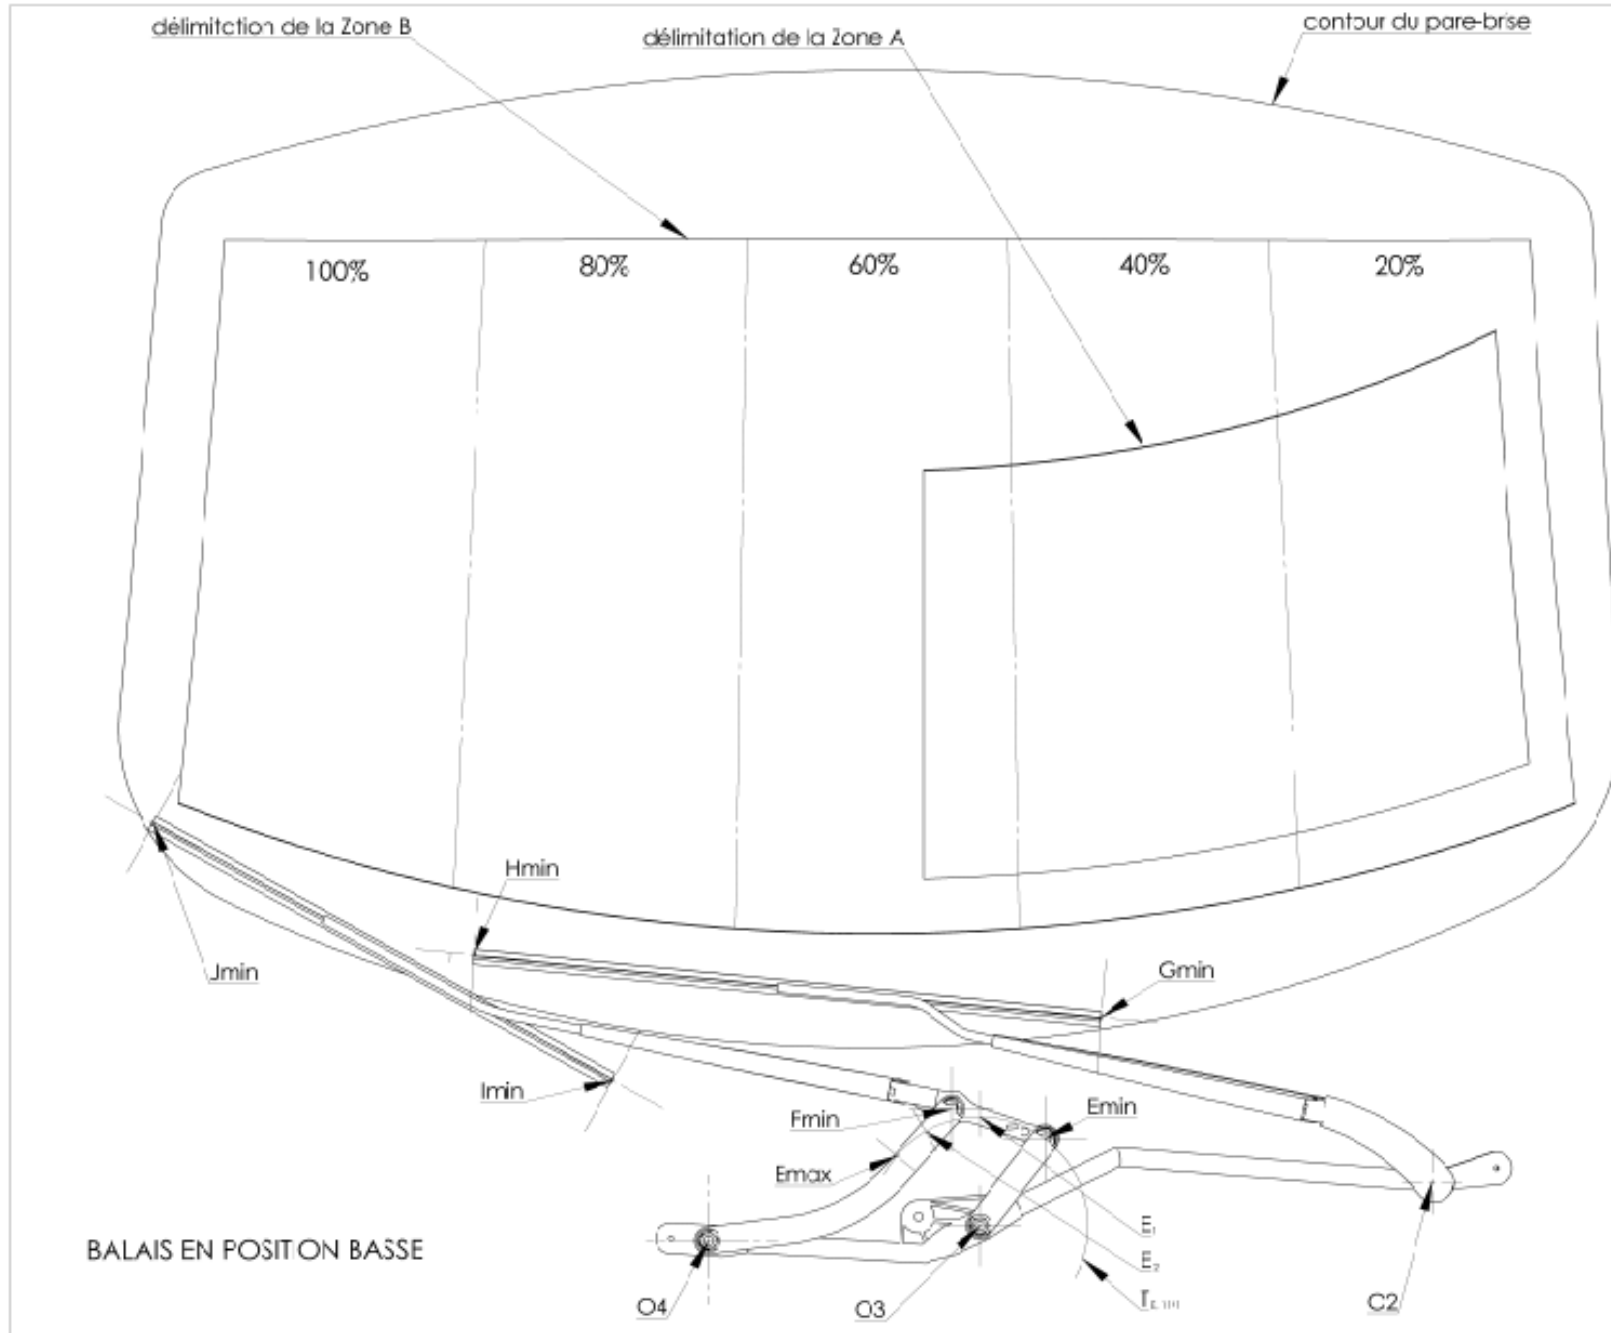 délimitation de la Zone B
délimitation de la Zone A
contour du pare-brise
100%
80%
60%
40%
20%
Hmin
Jmin
Gmin
Imin
Fmin
Emin
Emax
E₁
E₂
BALAIS EN POSITION BASSE
O4
O3
C2